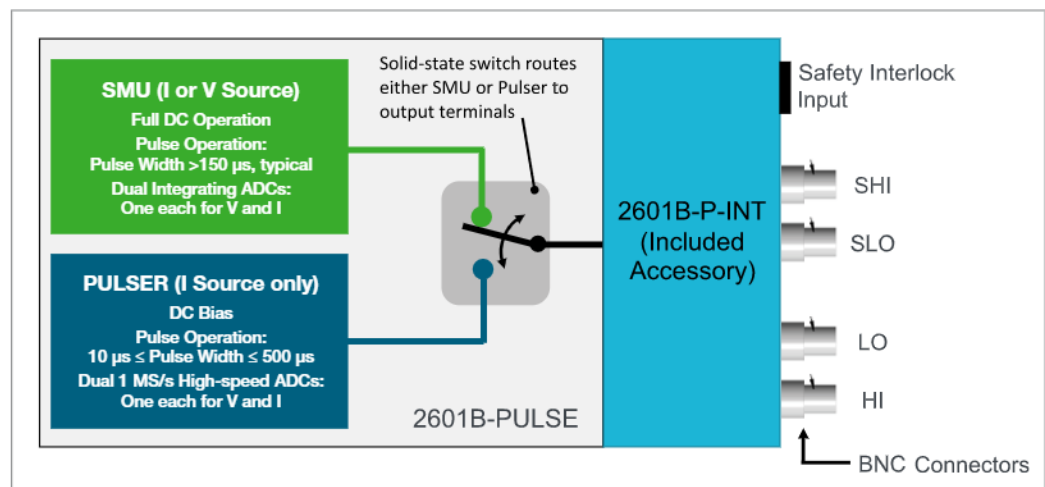 SMU (I or V Source)
Full DC Operation
Pulse Operation:
Pulse Width >150 µs, typical
Dual Integrating ADCs:
One each for V and I
PULSER (I Source only)
DC Bias
Pulse Operation:
10 µs ≤ Pulse Width ≤ 500 µs
Dual 1 MS/s High-speed ADCs:
One each for V and I
Solid-state switch routes
either SMU or Pulser to
output terminals
2601B-PULSE
2601B-P-INT
(Included
Accessory)
Safety Interlock
Input
SHI
SLO
LO
HI
BNC Connectors